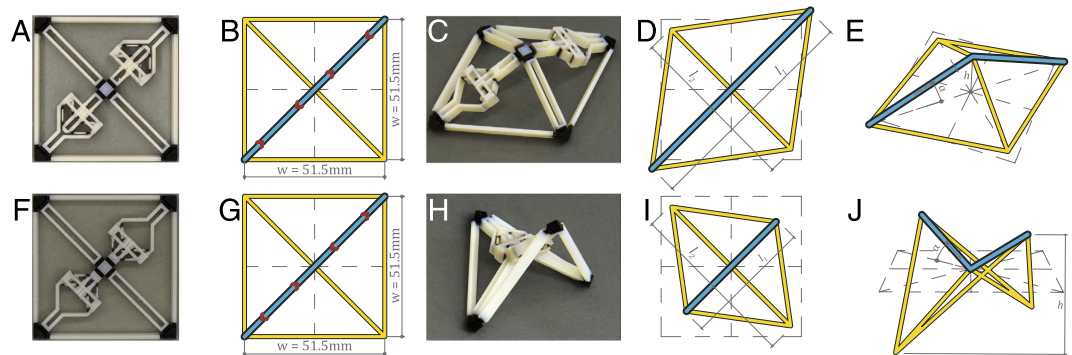 A
B
w = 51.5mm
w = 51.5mm
C
D
l₂
l₁
E
h
α
F
G
w = 51.5mm
w = 51.5mm
H
I
l₂
l₁
J
α
h